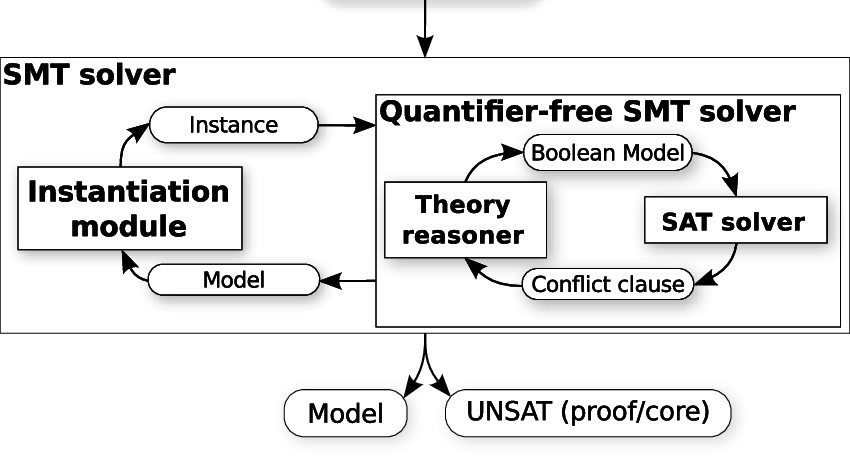 SMT solver
Instance
Quantifier-free SMT solver
Boolean Model
Instantiation
module
Theory
reasoner
SAT solver
Model
Conflict clause
Model
UNSAT (proof/core)